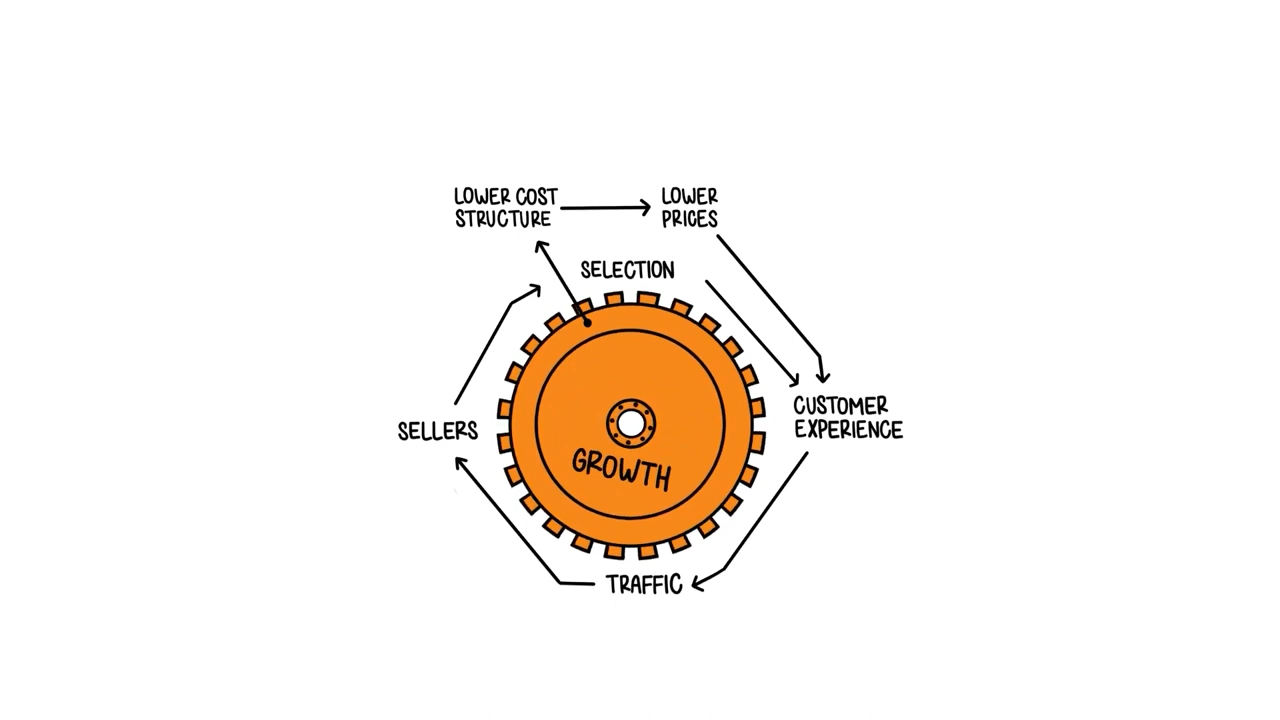 LOWER COST
STRUCTURE
LOWER
PRICES
SELECTION
CUSTOMER
EXPERIENCE
SELLERS
GROWTH
TRAFFIC